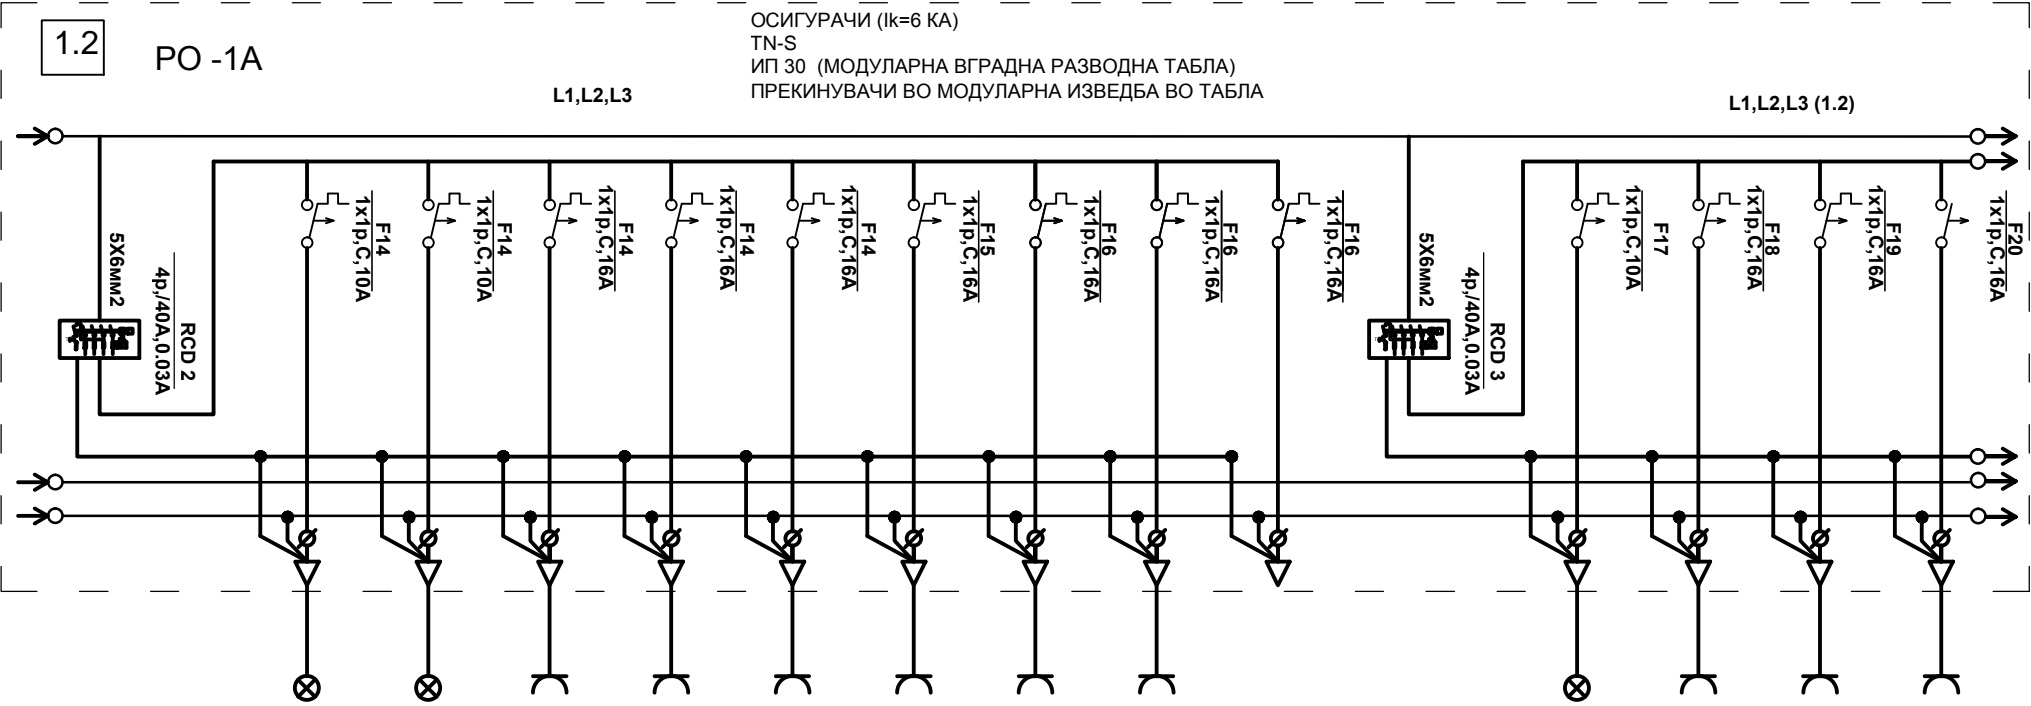 1.2
PO -1A
ОСИГУРАЧИ (Ik=6 KA)
TN-S
ИП 30 (МОДУЛАРНА ВГРАДНА РАЗВОДНА ТАБЛА)
ПРЕКИНУВАЧИ ВО МОДУЛАРНА ИЗВЕДБА ВО ТАБЛА
L1,L2,L3
L1,L2,L3 (1.2)
5X6мм2
RCD 2
4p,/40A,0.03A
F14
1x1p,C,10A
F14
1x1p,C,10A
F14
1x1p,C,16A
F14
1x1p,C,16A
F14
1x1p,C,16A
F15
1x1p,C,16A
F16
1x1p,C,16A
F16
1x1p,C,16A
F16
1x1p,C,16A
5X6мм2
RCD 3
4p,/40A,0.03A
F17
1x1p,C,10A
F18
1x1p,C,16A
F19
1x1p,C,16A
F20
1x1p,C,16A